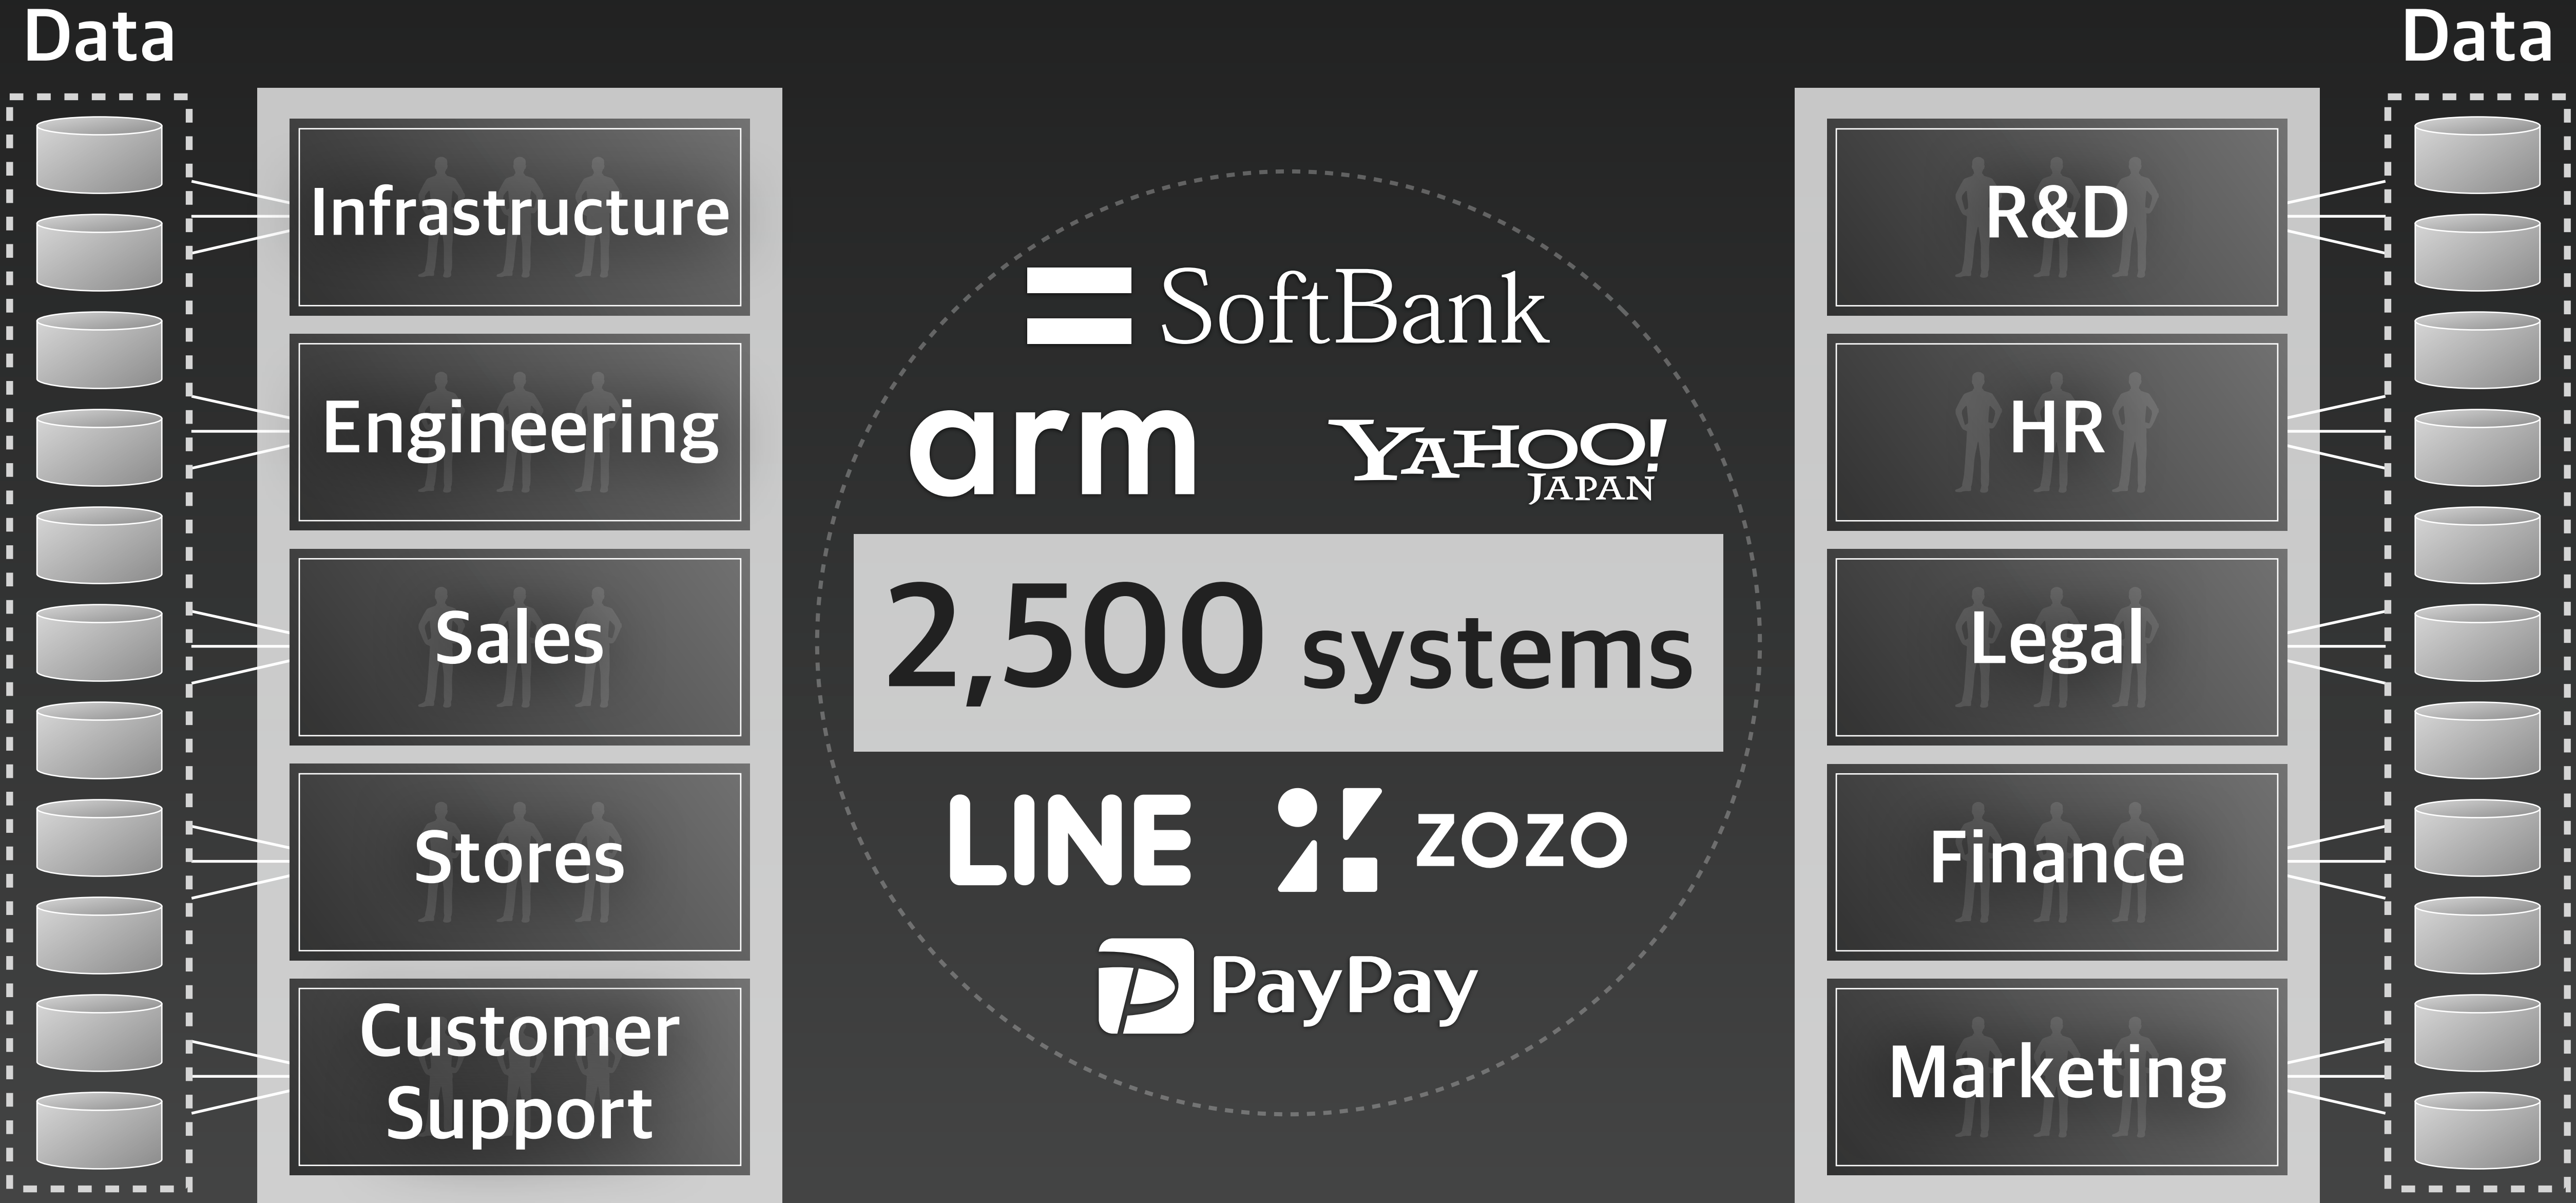 Data
Infrastructure
Engineering
Sales
Stores
Customer
Support
SoftBank
arm
YAHOO!
JAPAN
2,500 systems
LINE
ZOZO
PayPay
R&D
HR
Legal
Finance
Marketing
Data